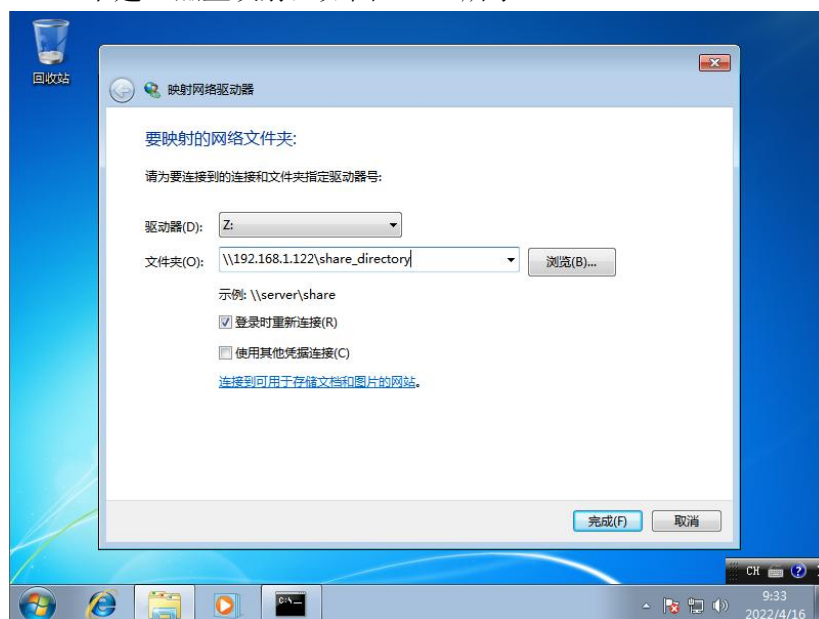 回收站
映射网络驱动器
要映射的网络文件夹:
请为要连接到的连接和文件夹指定驱动器号:
驱动器(D): Z:
文件夹(O): \\192.168.1.122\share_directory 浏览(B)...
示例: \\server\share
登录时重新连接(R)
使用其他凭据连接(C)
连接到可用于存储文档和图片的网站。
完成(F) 取消
CH
9:33
2022/4/16